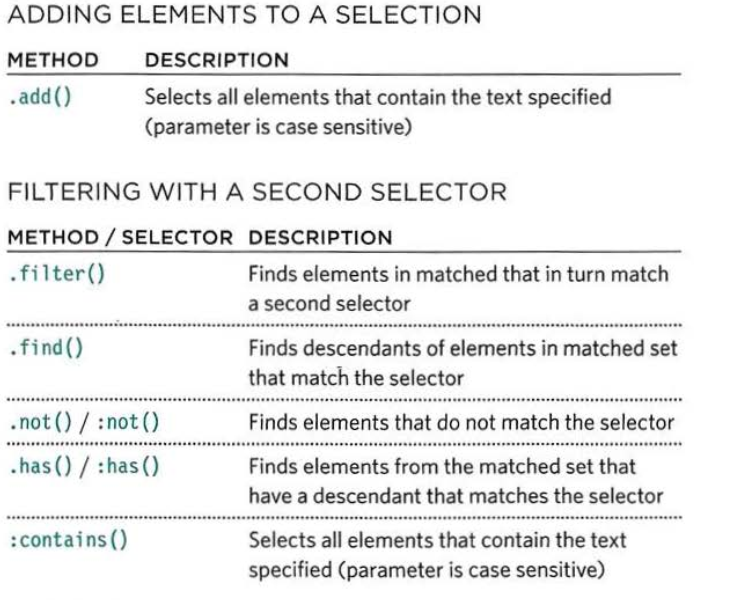 ADDING ELEMENTS TO A SELECTION
METHOD DESCRIPTION
.add() Selects all elements that contain the text specified
(parameter is case sensitive)
FILTERING WITH A SECOND SELECTOR
METHOD / SELECTOR DESCRIPTION
.filter() Finds elements in matched that in turn match
a second selector
.find() Finds descendants of elements in matched set
that match the selector
.not() / :not() Finds elements that do not match the selector
.has() / :has() Finds elements from the matched set that
have a descendant that matches the selector
:contains() Selects all elements that contain the text
specified (parameter is case sensitive)